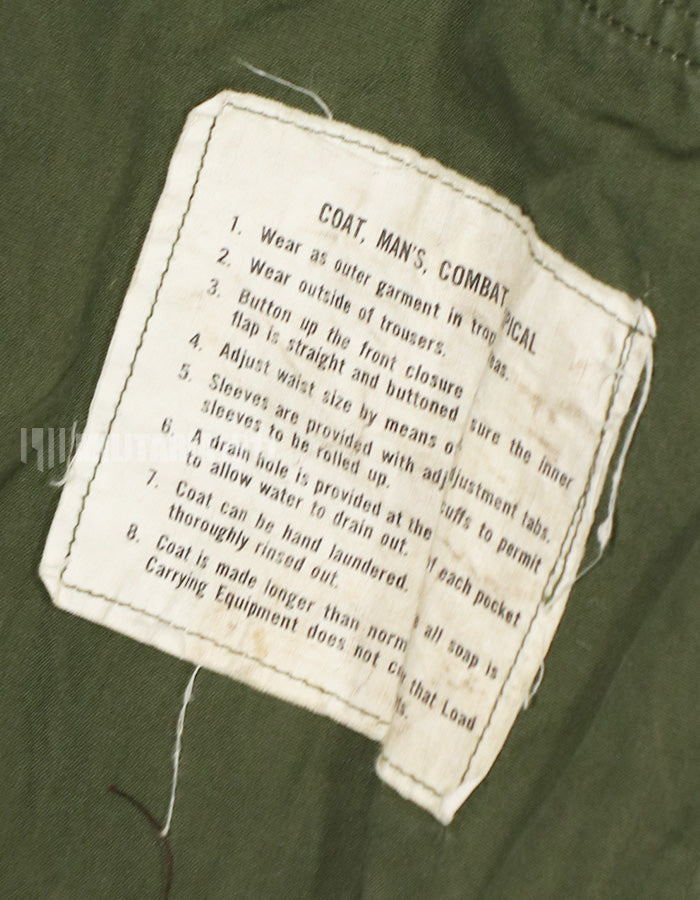 COAT, MAN'S, COMBAT PICAL
1. Wear as outer garment in trop eas.
2. Wear outside of trousers.
3. Button up the front closure sure the inner
flap is straight and buttoned
4. Adjust waist size by means of justment tabs.
5. Sleeves are provided with adj cuffs to permit
sleeves to be rolled up.
6. A drain hole is provided at the of each pocket
to allow water to drain out.
7. Coat can be hand laundered. all soap is
thoroughly rinsed out.
8. Coat is made longer than norm that Load
Carrying Equipment does not